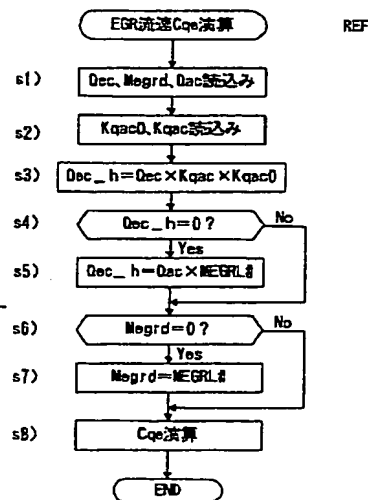 EGR流速Cqe演算
REF
s1) Qec、Megrd、Qac読込み
s2) Kqac0、Kqac読込み
s3) Qec_h=Qec×Kqac×Kqac0
s4) Qec_h=0?
No
Yes
s5) Qec_h=Qac×MEGRL#
s6) Megrd=0?
No
Yes
s7) Megrd=MEGRL#
s8) Cqe演算
END